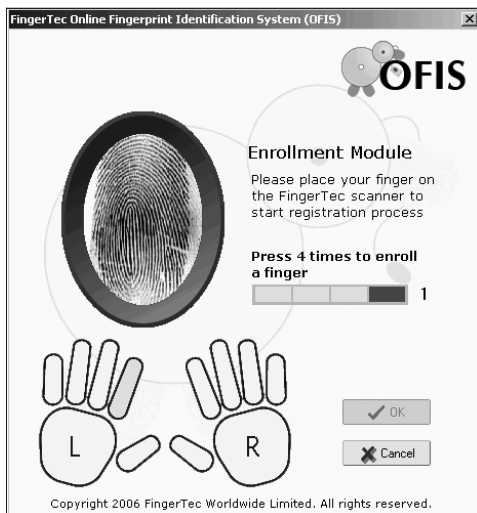 FingerTec Online Fingerprint Identification System (OFIS)
OFIS
Enrollment Module
Please place your finger on
the FingerTec scanner to
start registration process
Press 4 times to enroll
a finger
1
L
R
OK
Cancel
Copyright 2006 FingerTec Worldwide Limited. All rights reserved.